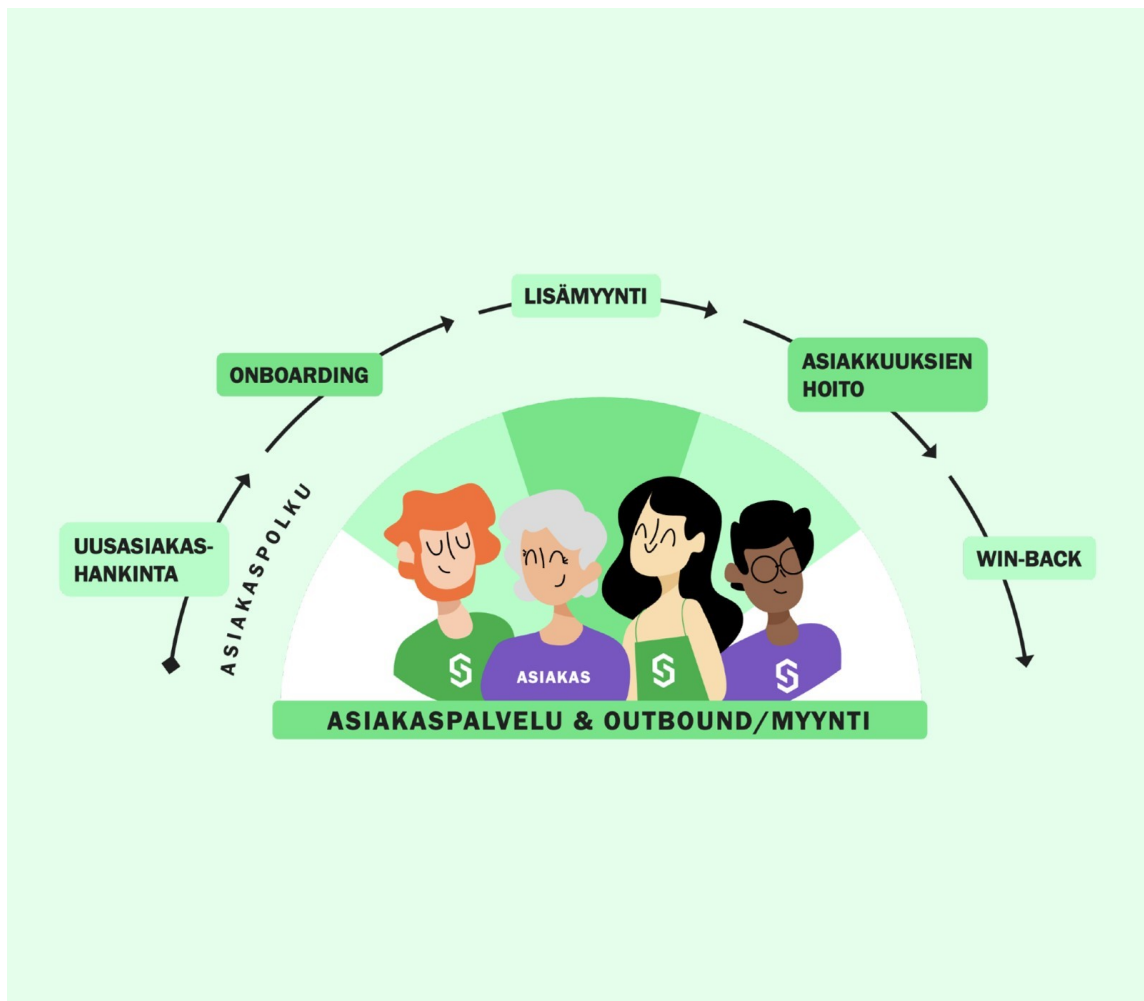 LISÄMYYNTI
ONBOARDING
ASIAKKUUKSIEN
HOITO
UUSASIAKAS-
HANKINTA
ASIAKASPOLKU
WIN-BACK
ASIAKAS
ASIAKASPALVELU & OUTBOUND/MYYNTI